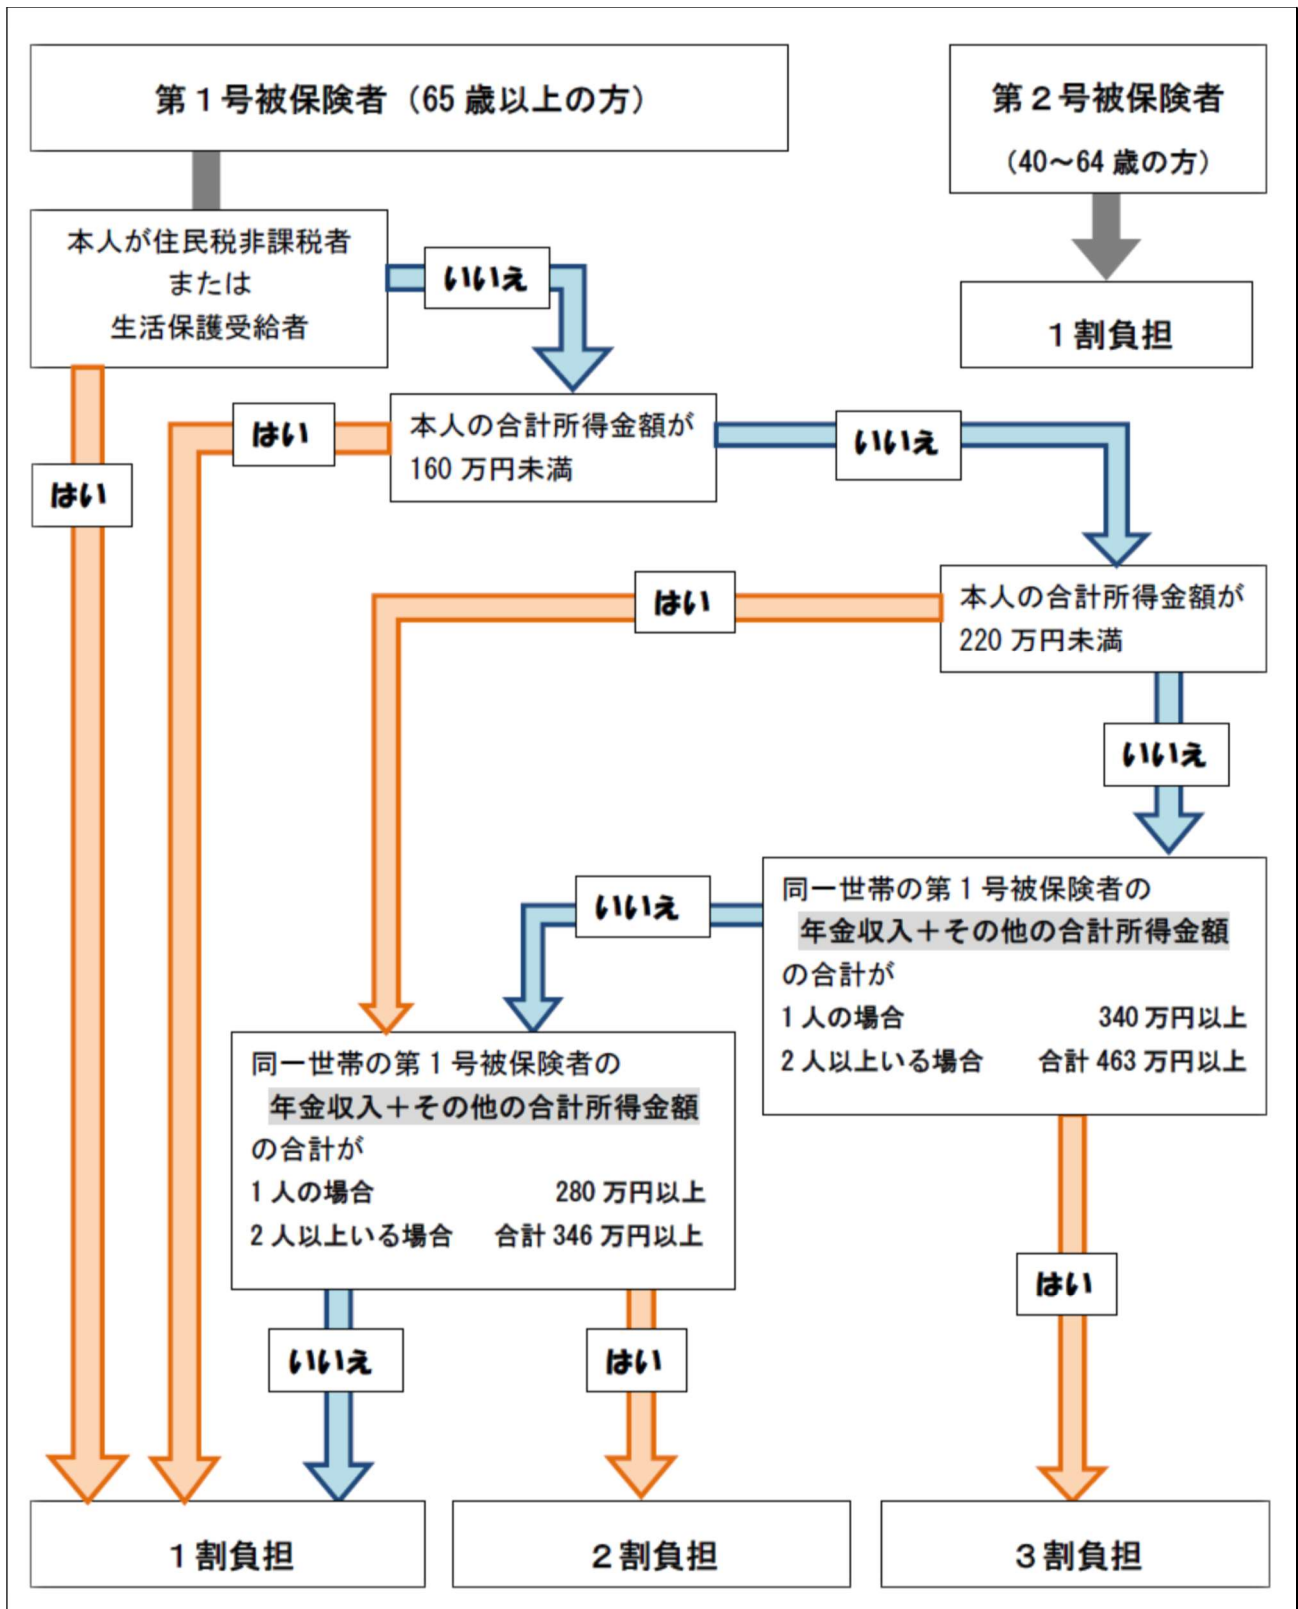 第１号被保険者（65 歳以上の方）
第２号被保険者
（40～64 歳の方）
１割負担
本人が住民税非課税者
または
生活保護受給者
いいえ
はい
本人の合計所得金額が
160 万円未満
はい
いいえ
本人の合計所得金額が
220 万円未満
はい
いいえ
同一世帯の第１号被保険者の
年金収入＋その他の合計所得金額
の合計が
1 人の場合 340 万円以上
2 人以上いる場合 合計 463 万円以上
いいえ
はい
同一世帯の第１号被保険者の
年金収入＋その他の合計所得金額
の合計が
1 人の場合 280 万円以上
2 人以上いる場合 合計 346 万円以上
いいえ
はい
１割負担
２割負担
３割負担